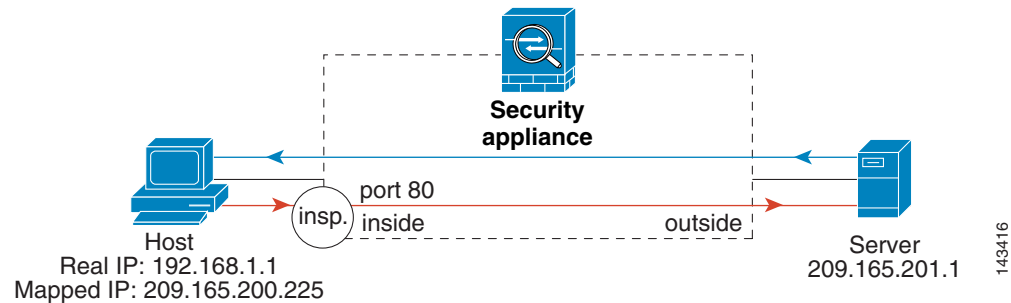 Security
appliance
port 80
insp.
inside
outside
Host
Real IP: 192.168.1.1
Mapped IP: 209.165.200.225
Server
209.165.201.1
143416